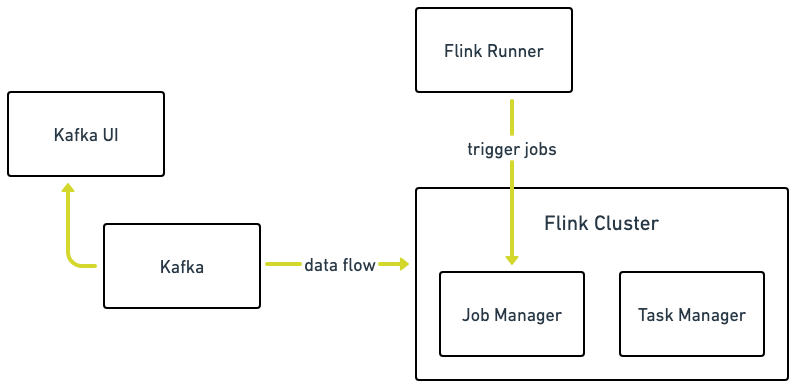 Flink Runner
Kafka UI
trigger jobs
Flink Cluster
Kafka
data flow
Job Manager
Task Manager